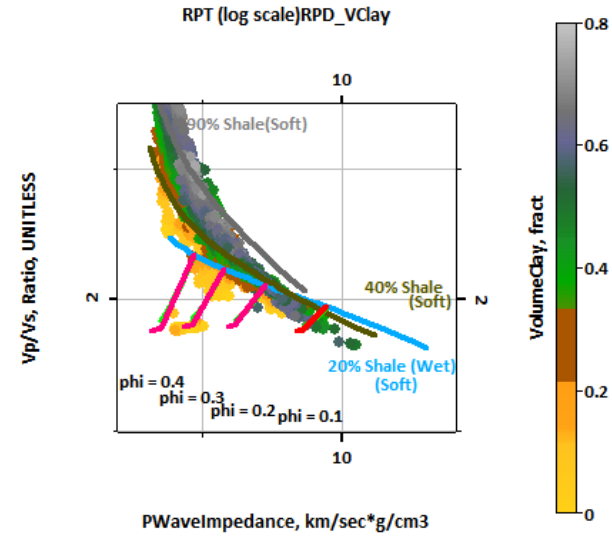 RPT (log scale)RPD_VClay
10
90% Shale(Soft)
2
2
40% Shale
(Soft)
20% Shale (Wet)
(Soft)
phi = 0.4
phi = 0.3
phi = 0.2
phi = 0.1
10
PWaveImpedance, km/sec*g/cm3
Vp/Vs, Ratio, UNITLESS
VolumeClay, fract
0.8
0.6
0.4
0.2
0